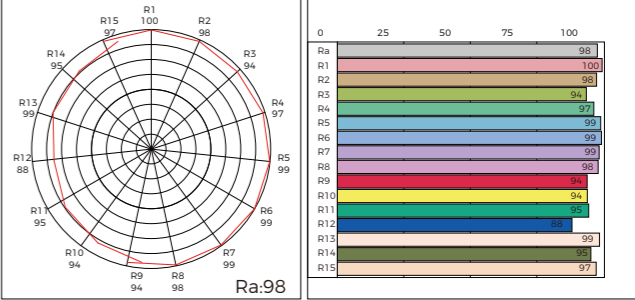 R1
100
R2
98
R3
94
R4
97
R5
99
R6
99
R7
99
R8
98
R9
94
R10
94
R11
95
R12
88
R13
99
R14
95
R15
97
Ra:98
0 25 50 75 100
Ra 98
R1 100
R2 98
R3 94
R4 97
R5 99
R6 99
R7 99
R8 98
R9 94
R10 94
R11 95
R12 88
R13 99
R14 95
R15 97